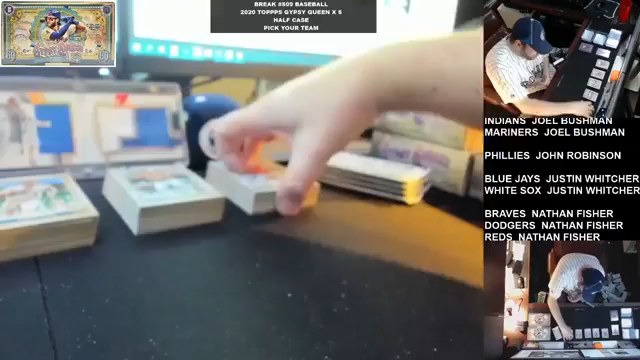 BREAK #509 BASEBALL
2020 TOPPPS GYPSY QUEEN X 5
HALF CASE
PICK YOUR TEAM
INDIANS JOEL BUSHMAN
MARINERS JOEL BUSHMAN
PHILLIES JOHN ROBINSON
BLUE JAYS JUSTIN WHITCHER
WHITE SOX JUSTIN WHITCHER
BRAVES NATHAN FISHER
DODGERS NATHAN FISHER
REDS NATHAN FISHER